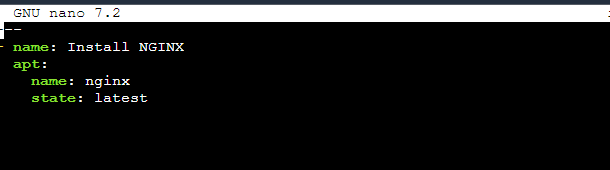 GNU nano 7.2
---
- name: Install NGINX
  apt:
    name: nginx
    state: latest